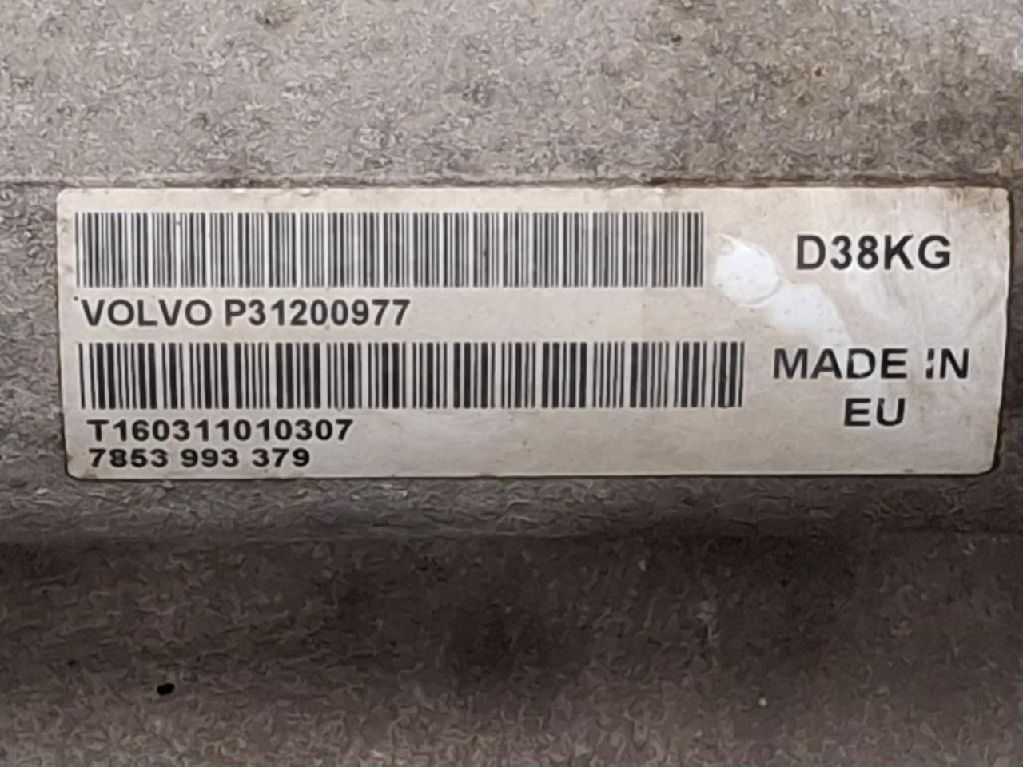 D38KG
VOLVO P31200977
MADE IN
EU
T160311010307
7853 993 379